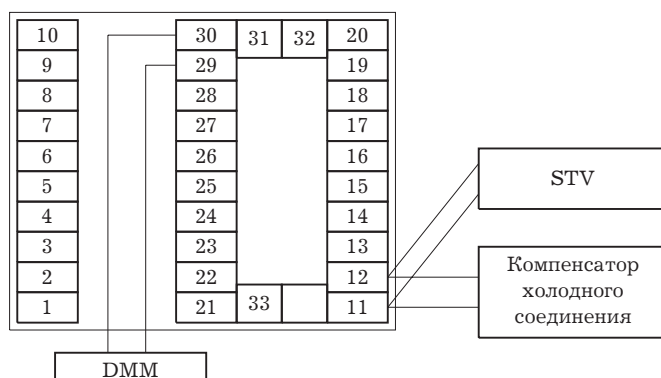 10 30 31 32 20
9 29 19
8 28 18
7 27 17
6 26 16
5 25 15
4 24 14
3 23 13
2 22 12
1 21 33 11
STV
Компенсатор
холодного
соединения
DMM